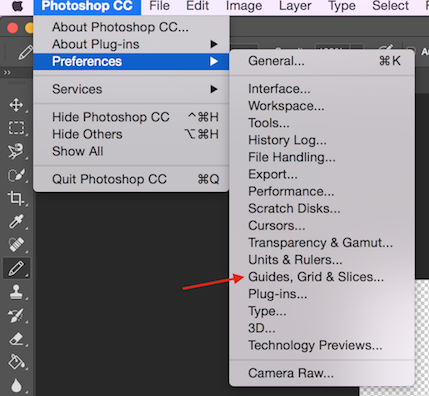 Photoshop CC File Edit Image Layer Type Select
About Photoshop CC...
About Plug-ins
Preferences
Services
Hide Photoshop CC ^⌘H
Hide Others ⌥⌘H
Show All
Quit Photoshop CC ⌘Q
General... ⌘K
Interface...
Workspace...
Tools...
History Log...
File Handling...
Export...
Performance...
Scratch Disks...
Cursors...
Transparency & Gamut...
Units & Rulers...
Guides, Grid & Slices...
Plug-ins...
Type...
3D...
Technology Previews...
Camera Raw...